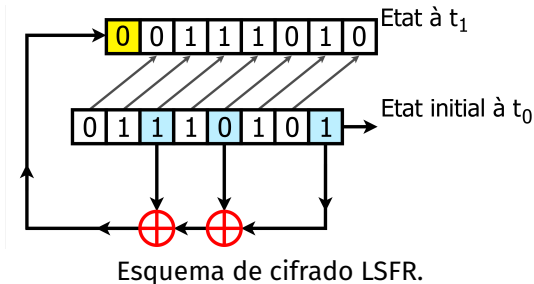 Etat à t1
0 0 1 1 1 0 1 0
Etat initial à t0
0 1 1 1 0 1 0 1
Esquema de cifrado LSFR.